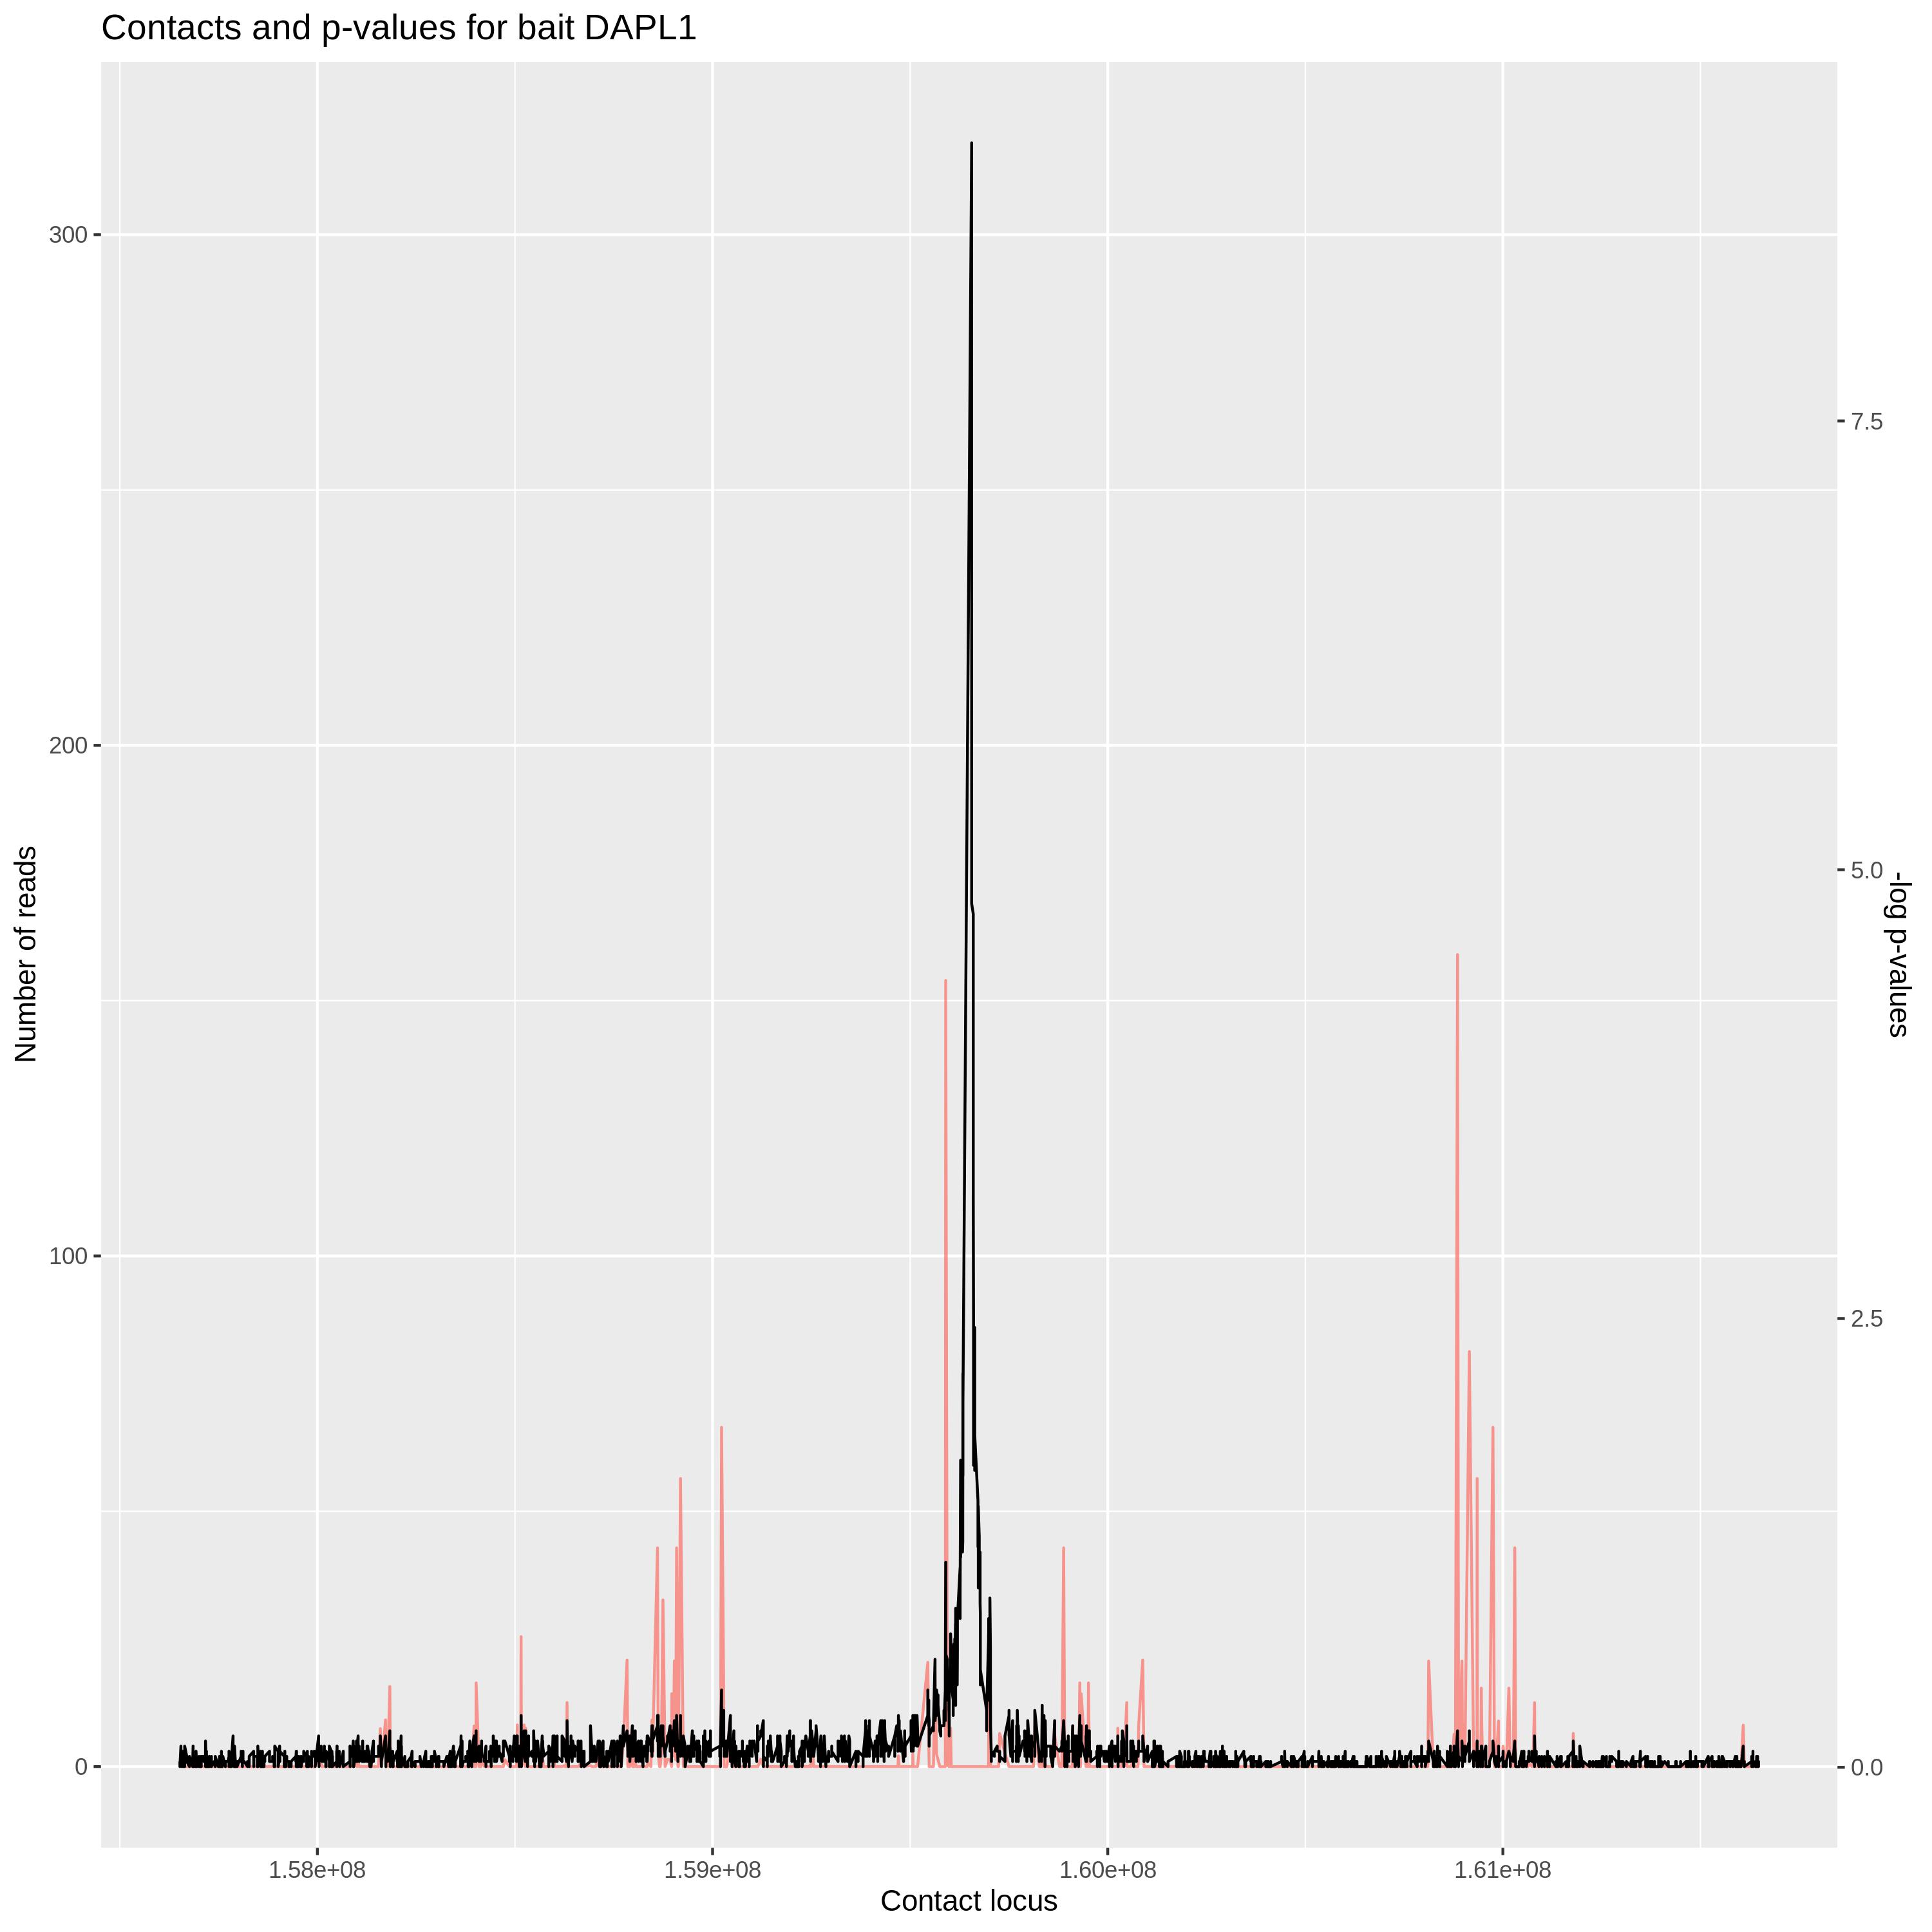 Contacts and p-values for bait DAPL1
Number of reads
300
200
100
0
7.5
5.0
2.5
0.0
-log p-values
1.58e+08
1.59e+08
1.60e+08
1.61e+08
Contact locus